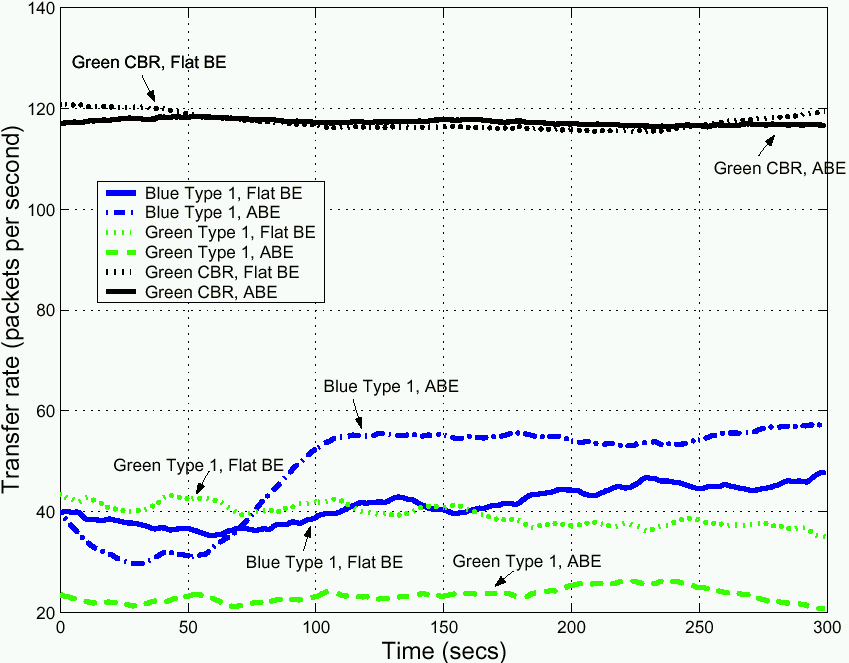 140
120
100
80
60
40
20
0
50
100
150
200
250
300
Transfer rate (packets per second)
Time (secs)
Green CBR, Flat BE
Green CBR, ABE
Blue Type 1, Flat BE
Blue Type 1, ABE
Green Type 1, Flat BE
Green Type 1, ABE
Green CBR, Flat BE
Green CBR, ABE
Blue Type 1, ABE
Green Type 1, Flat BE
Blue Type 1, Flat BE
Green Type 1, ABE